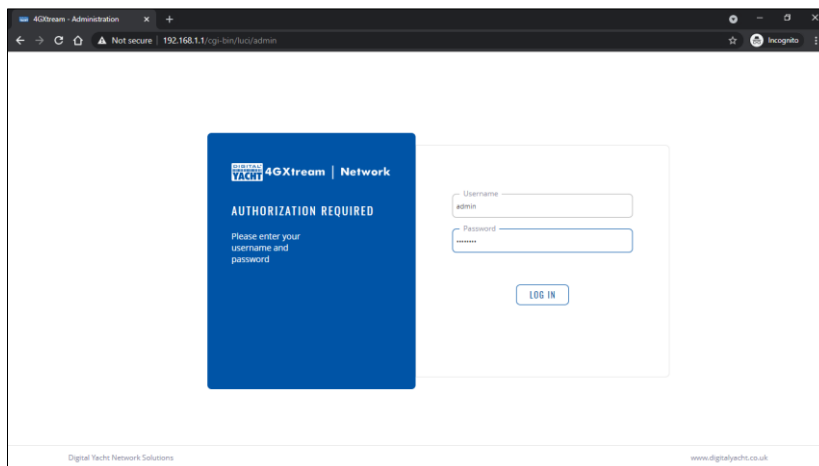 4GXtream - Administration
Not secure | 192.168.1.1/cgi-bin/luci/admin
Incognito
DIGITAL YACHT 4GXtream | Network
AUTHORIZATION REQUIRED
Please enter your
username and
password
Username
admin
Password
••••••••
LOG IN
Digital Yacht Network Solutions
www.digitalyacht.co.uk